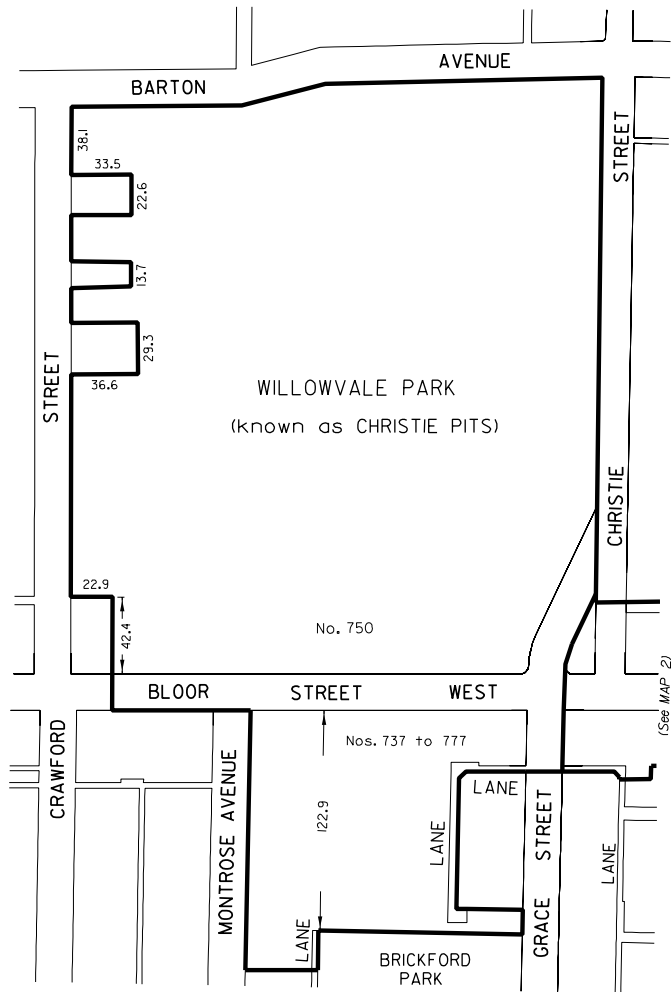 AVENUE
BARTON
STREET
38.1
33.5
22.6
13.7
29.3
STREET
36.6
WILLOWVALE PARK
(known as CHRISTIE PITS)
CHRISTIE
22.9
42.4
No. 750
(See MAP 2)
BLOOR STREET WEST
Nos. 737 to 777
CRAWFORD
MONTROSE AVENUE
122.9
LANE
LANE
STREET
LANE
GRACE
LANE
BRICKFORD
PARK